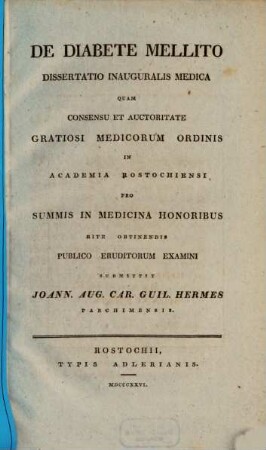 DE DIABETE MELLITO
DISSERTATIO INAUGURALIS MEDICA
QUAM
CONSENSU ET AUCTORITATE
GRATIOSI MEDICORUM ORDINIS
IN
ACADEMIA ROSTOCHIENSI
PRO
SUMMIS IN MEDICINA HONORIBUS
RITE OBTINENDIS
PUBLICO ERUDITORUM EXAMINI
SUBMITTIT
JOANN. AUG. CAR. GUIL. HERMES
PARCHIMENSIS.
ROSTOCHII,
TYPIS ADLERIANIS.
MDCCCXXVI.